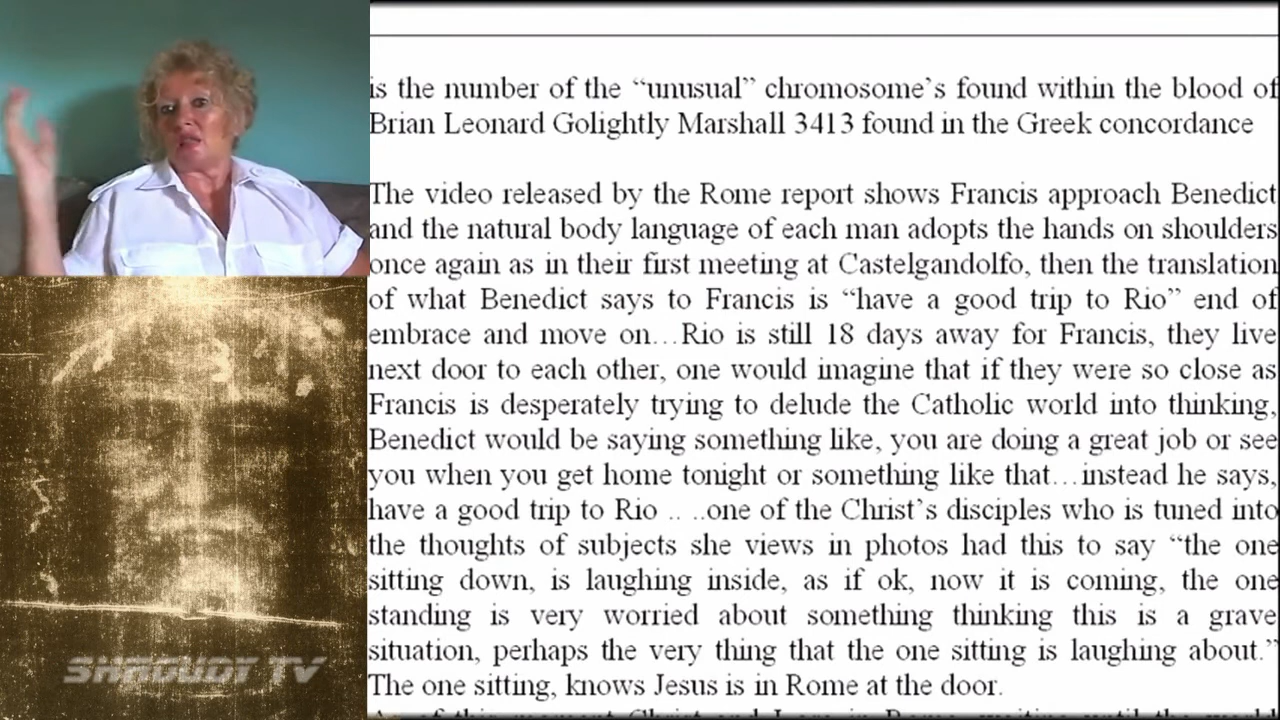 is the number of the “unusual” chromosome’s found within the blood of
Brian Leonard Golightly Marshall 3413 found in the Greek concordance
The video released by the Rome report shows Francis approach Benedict
and the natural body language of each man adopts the hands on shoulders
once again as in their first meeting at Castelgandolfo, then the translation
of what Benedict says to Francis is “have a good trip to Rio” end of
embrace and move on…Rio is still 18 days away for Francis, they live
next door to each other, one would imagine that if they were so close as
Francis is desperately trying to delude the Catholic world into thinking,
Benedict would be saying something like, you are doing a great job or see
you when you get home tonight or something like that…instead he says,
have a good trip to Rio .. ..one of the Christ’s disciples who is tuned into
the thoughts of subjects she views in photos had this to say “the one
sitting down, is laughing inside, as if ok, now it is coming, the one
standing is very worried about something thinking this is a grave
situation, perhaps the very thing that the one sitting is laughing about.”
The one sitting, knows Jesus is in Rome at the door.
SHROUDT TV